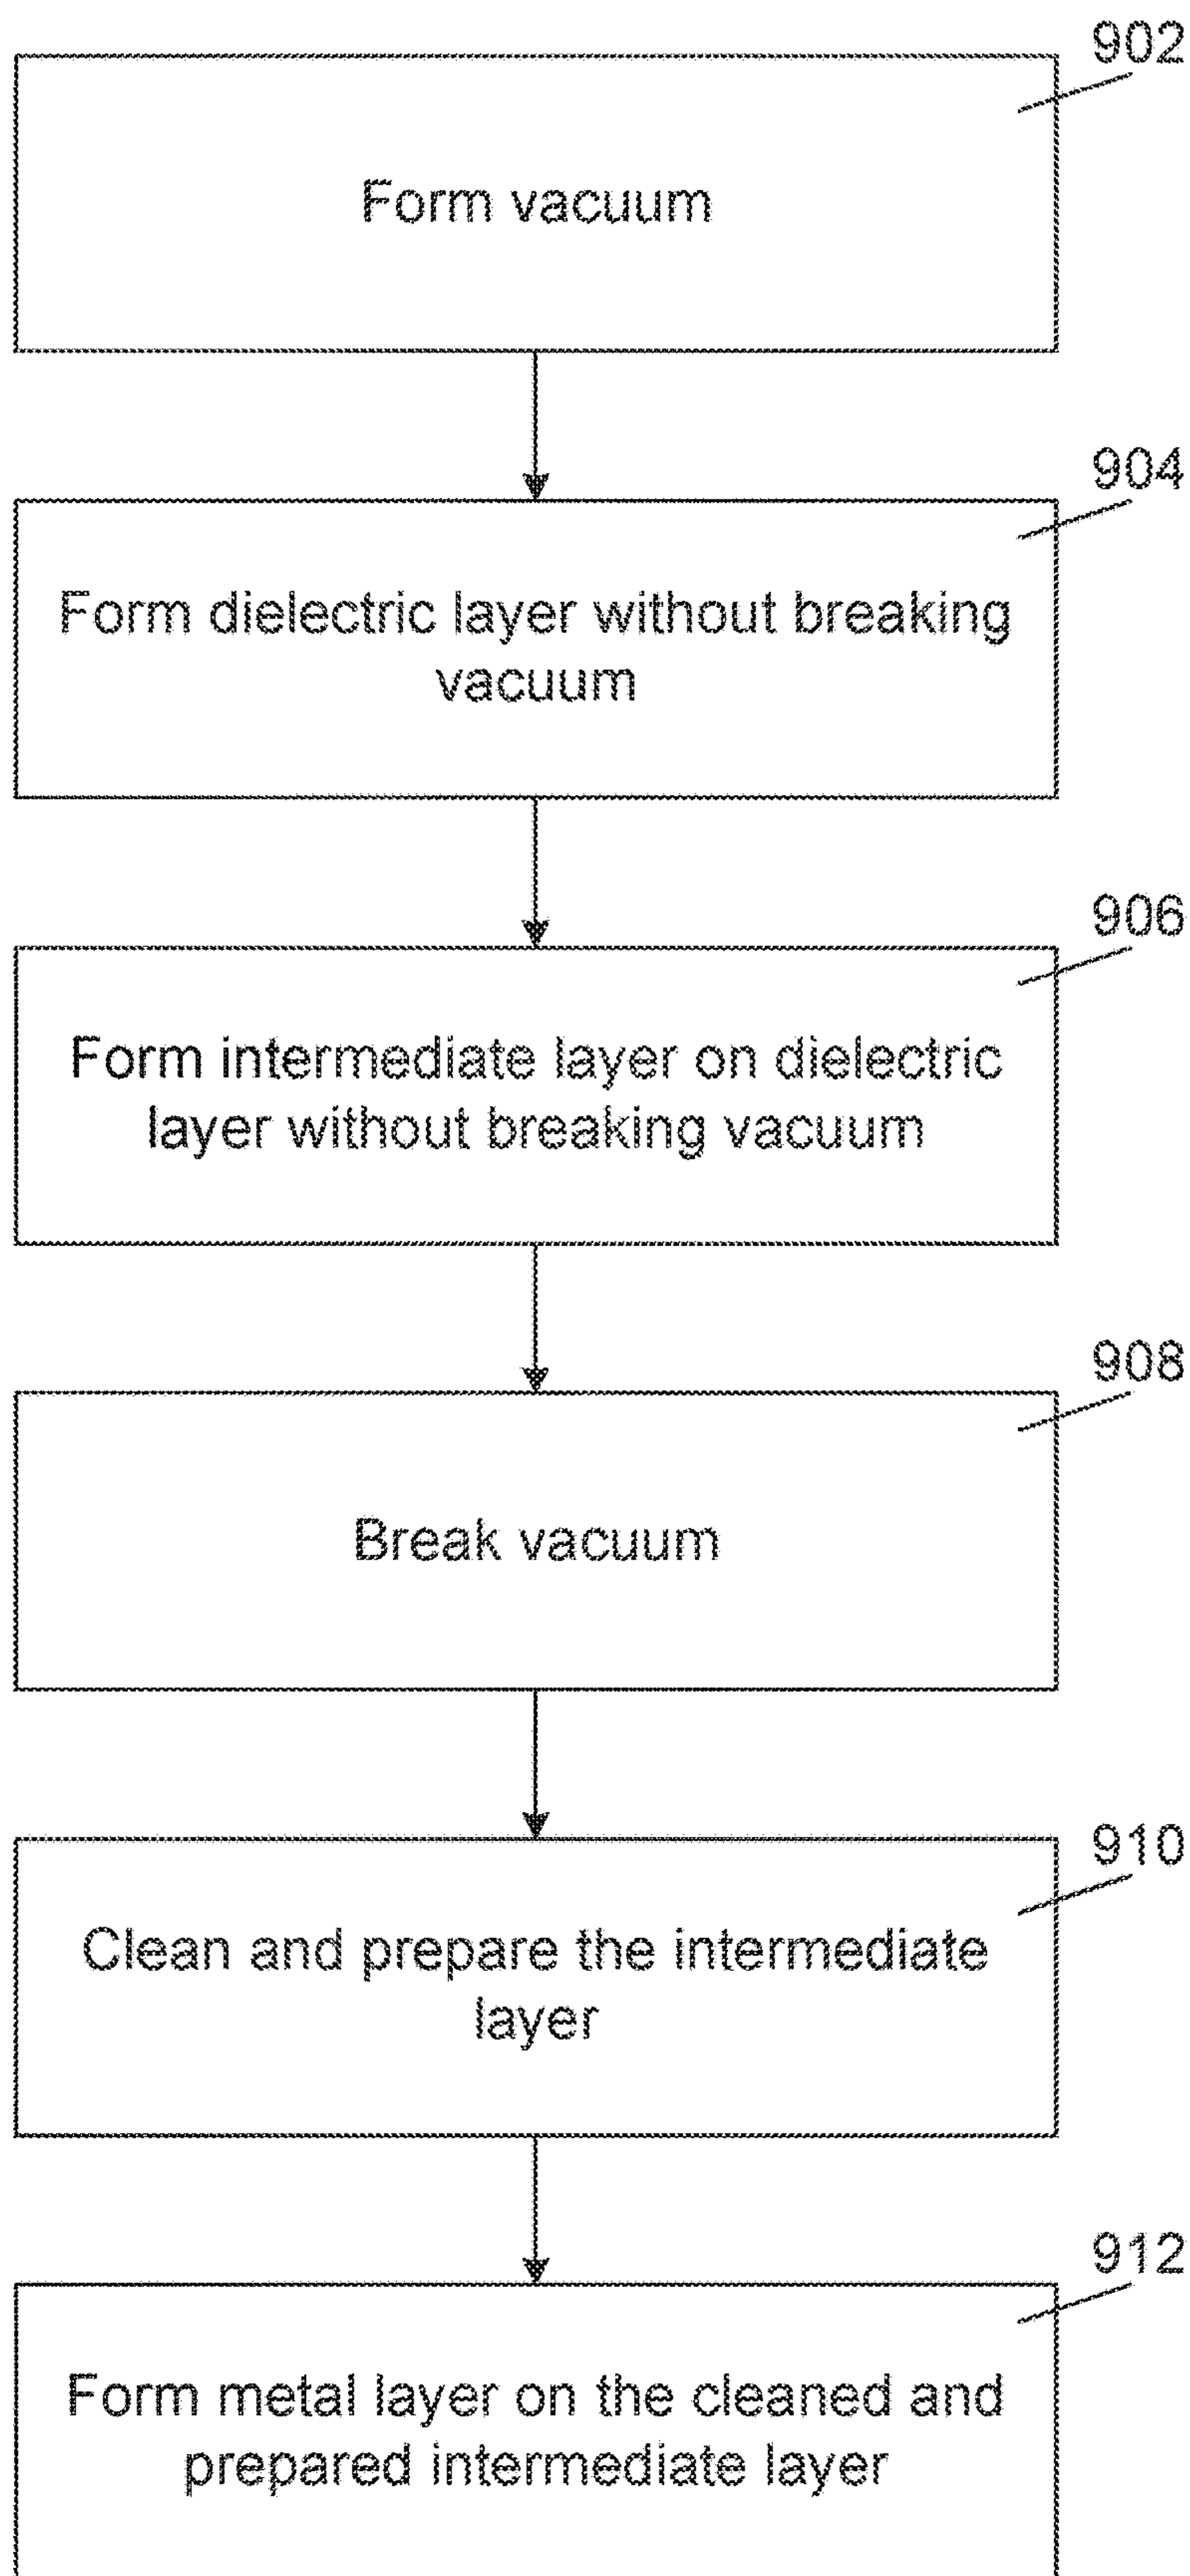 902
Form vacuum
904
Form dielectric layer without breaking
vacuum
906
Form intermediate layer on dielectric
layer without breaking vacuum
908
Break vacuum
910
Clean and prepare the intermediate
layer
912
Form metal layer on the cleaned and
prepared intermediate layer